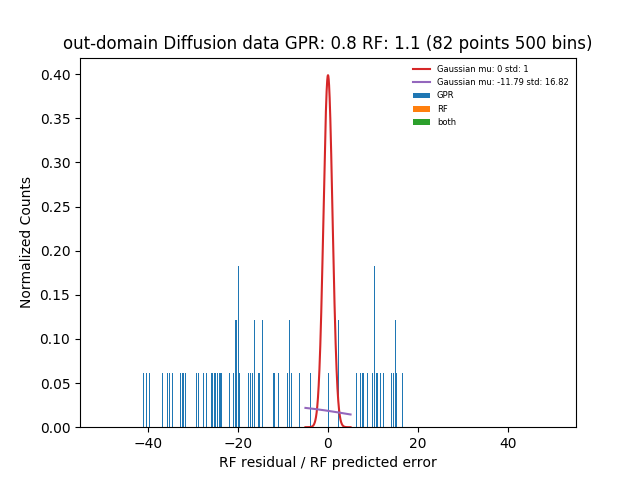 out-domain Diffusion data GPR: 0.8 RF: 1.1 (82 points 500 bins)
Gaussian mu: 0 std: 1
Gaussian mu: -11.79 std: 16.82
GPR
RF
both
Normalized Counts
0.40
0.35
0.30
0.25
0.20
0.15
0.10
0.05
0.00
−40 −20 0 20 40
RF residual / RF predicted error